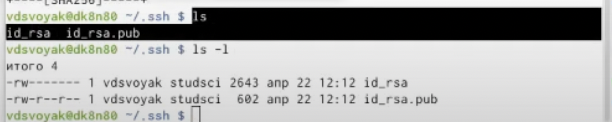 +----[SHA256]-----+
vdsvoyak@dk8n80 ~/.ssh $ ls
id_rsa  id_rsa.pub
vdsvoyak@dk8n80 ~/.ssh $ ls -l
итого 4
-rw------- 1 vdsvoyak studsci 2643 апр 22 12:12 id_rsa
-rw-r--r-- 1 vdsvoyak studsci  602 апр 22 12:12 id_rsa.pub
vdsvoyak@dk8n80 ~/.ssh $